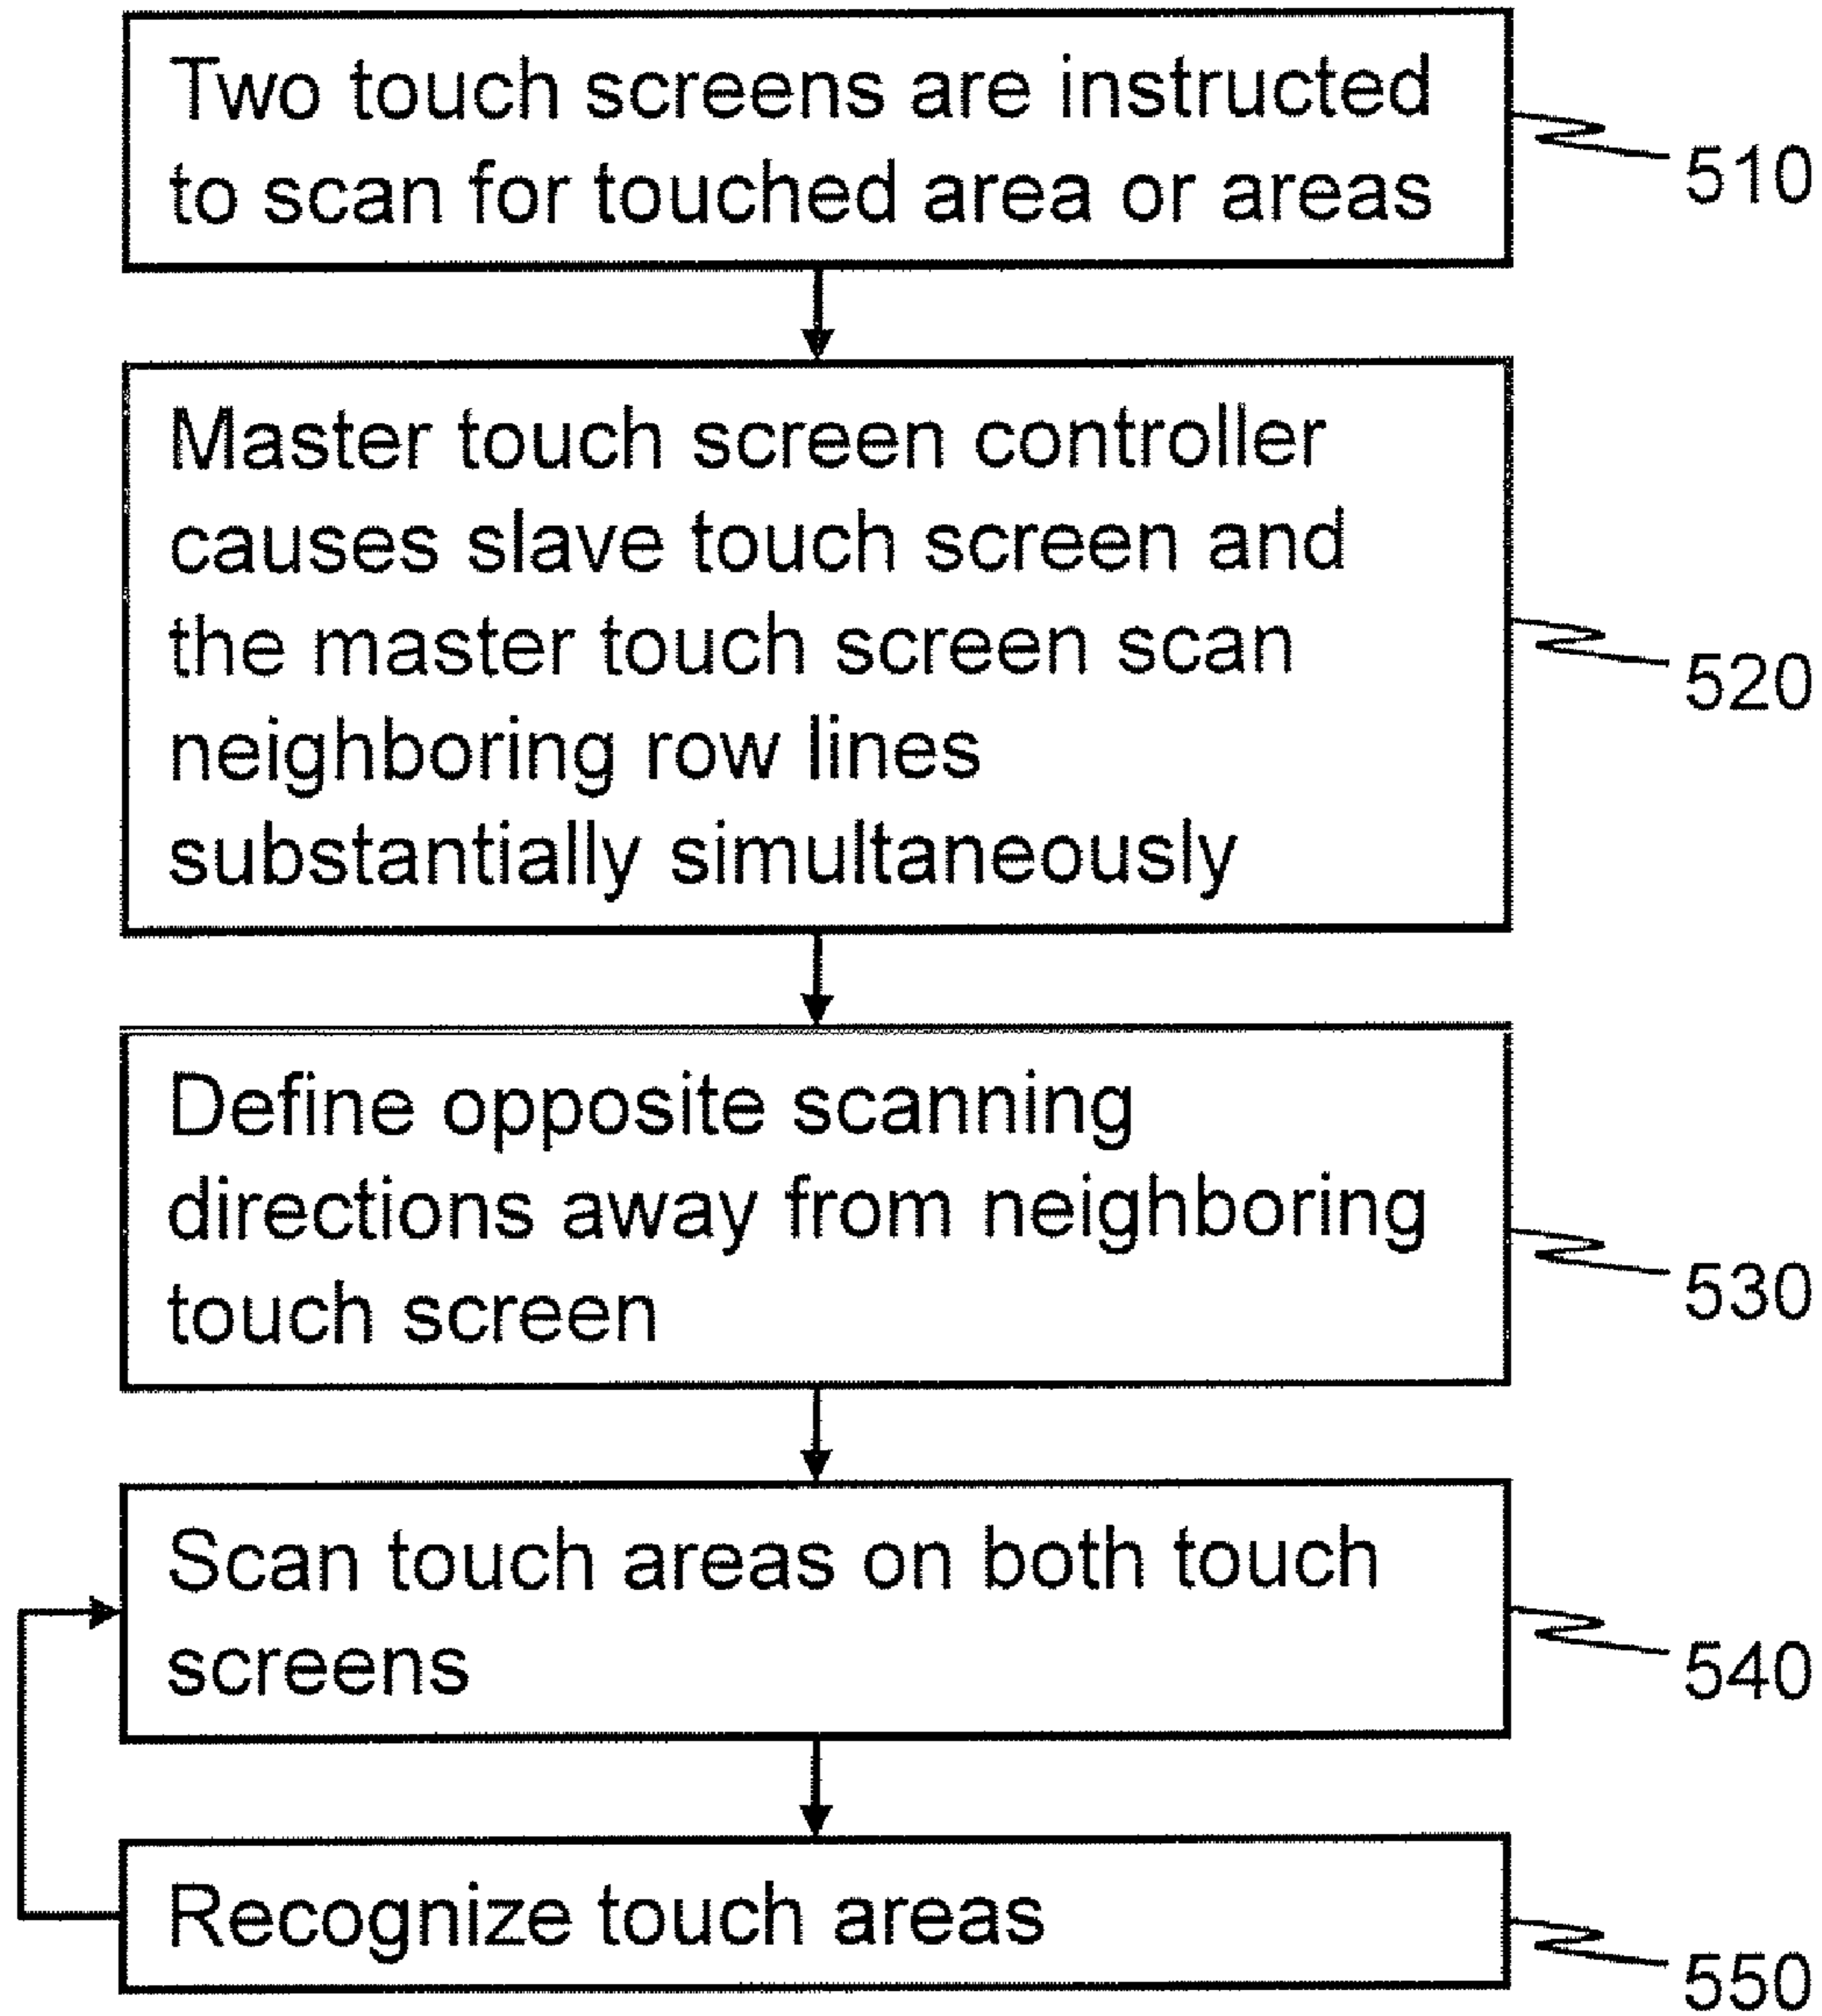 Two touch screens are instructed
to scan for touched area or areas
510
Master touch screen controller
causes slave touch screen and
the master touch screen scan
neighboring row lines
substantially simultaneously
520
Define opposite scanning
directions away from neighboring
touch screen
530
Scan touch areas on both touch
screens
540
Recognize touch areas
550